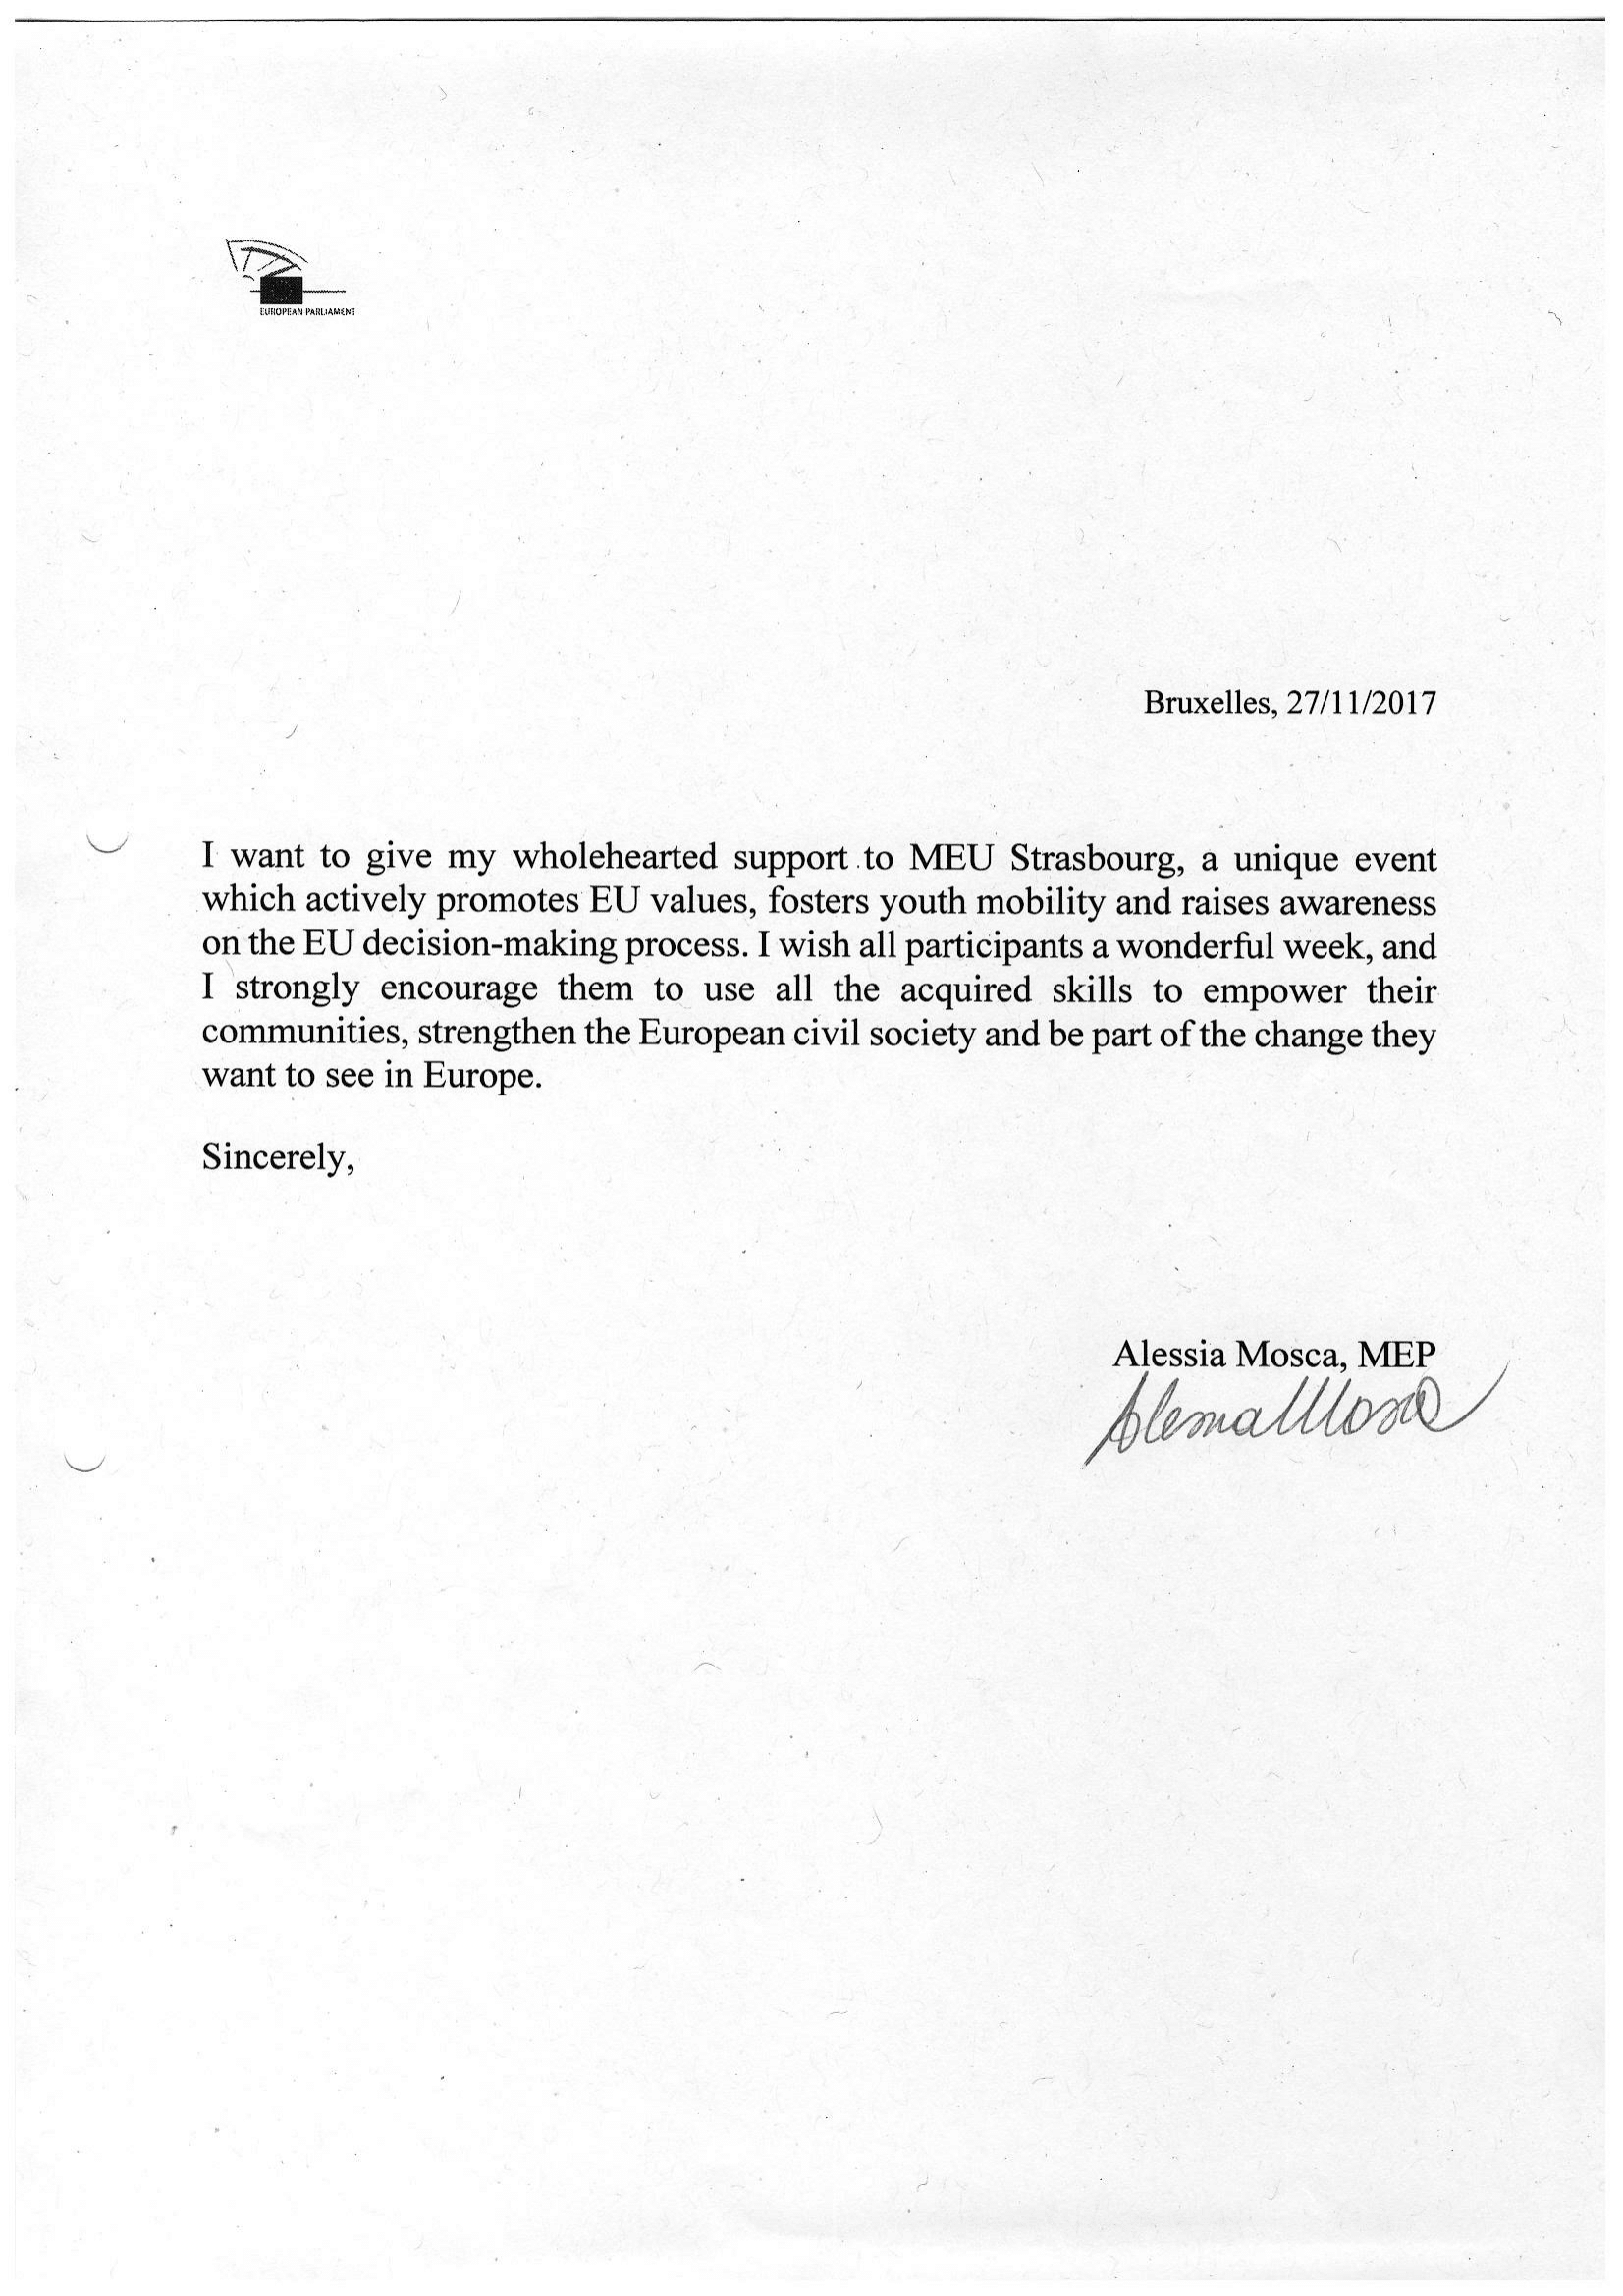 EUROPEAN PARLIAMENT
Bruxelles, 27/11/2017
I want to give my wholehearted support to MEU Strasbourg, a unique event
which actively promotes EU values, fosters youth mobility and raises awareness
on the EU decision-making process. I wish all participants a wonderful week, and
I strongly encourage them to use all the acquired skills to empower their
communities, strengthen the European civil society and be part of the change they
want to see in Europe.
Sincerely,
Alessia Mosca, MEP
Alessia Mosca